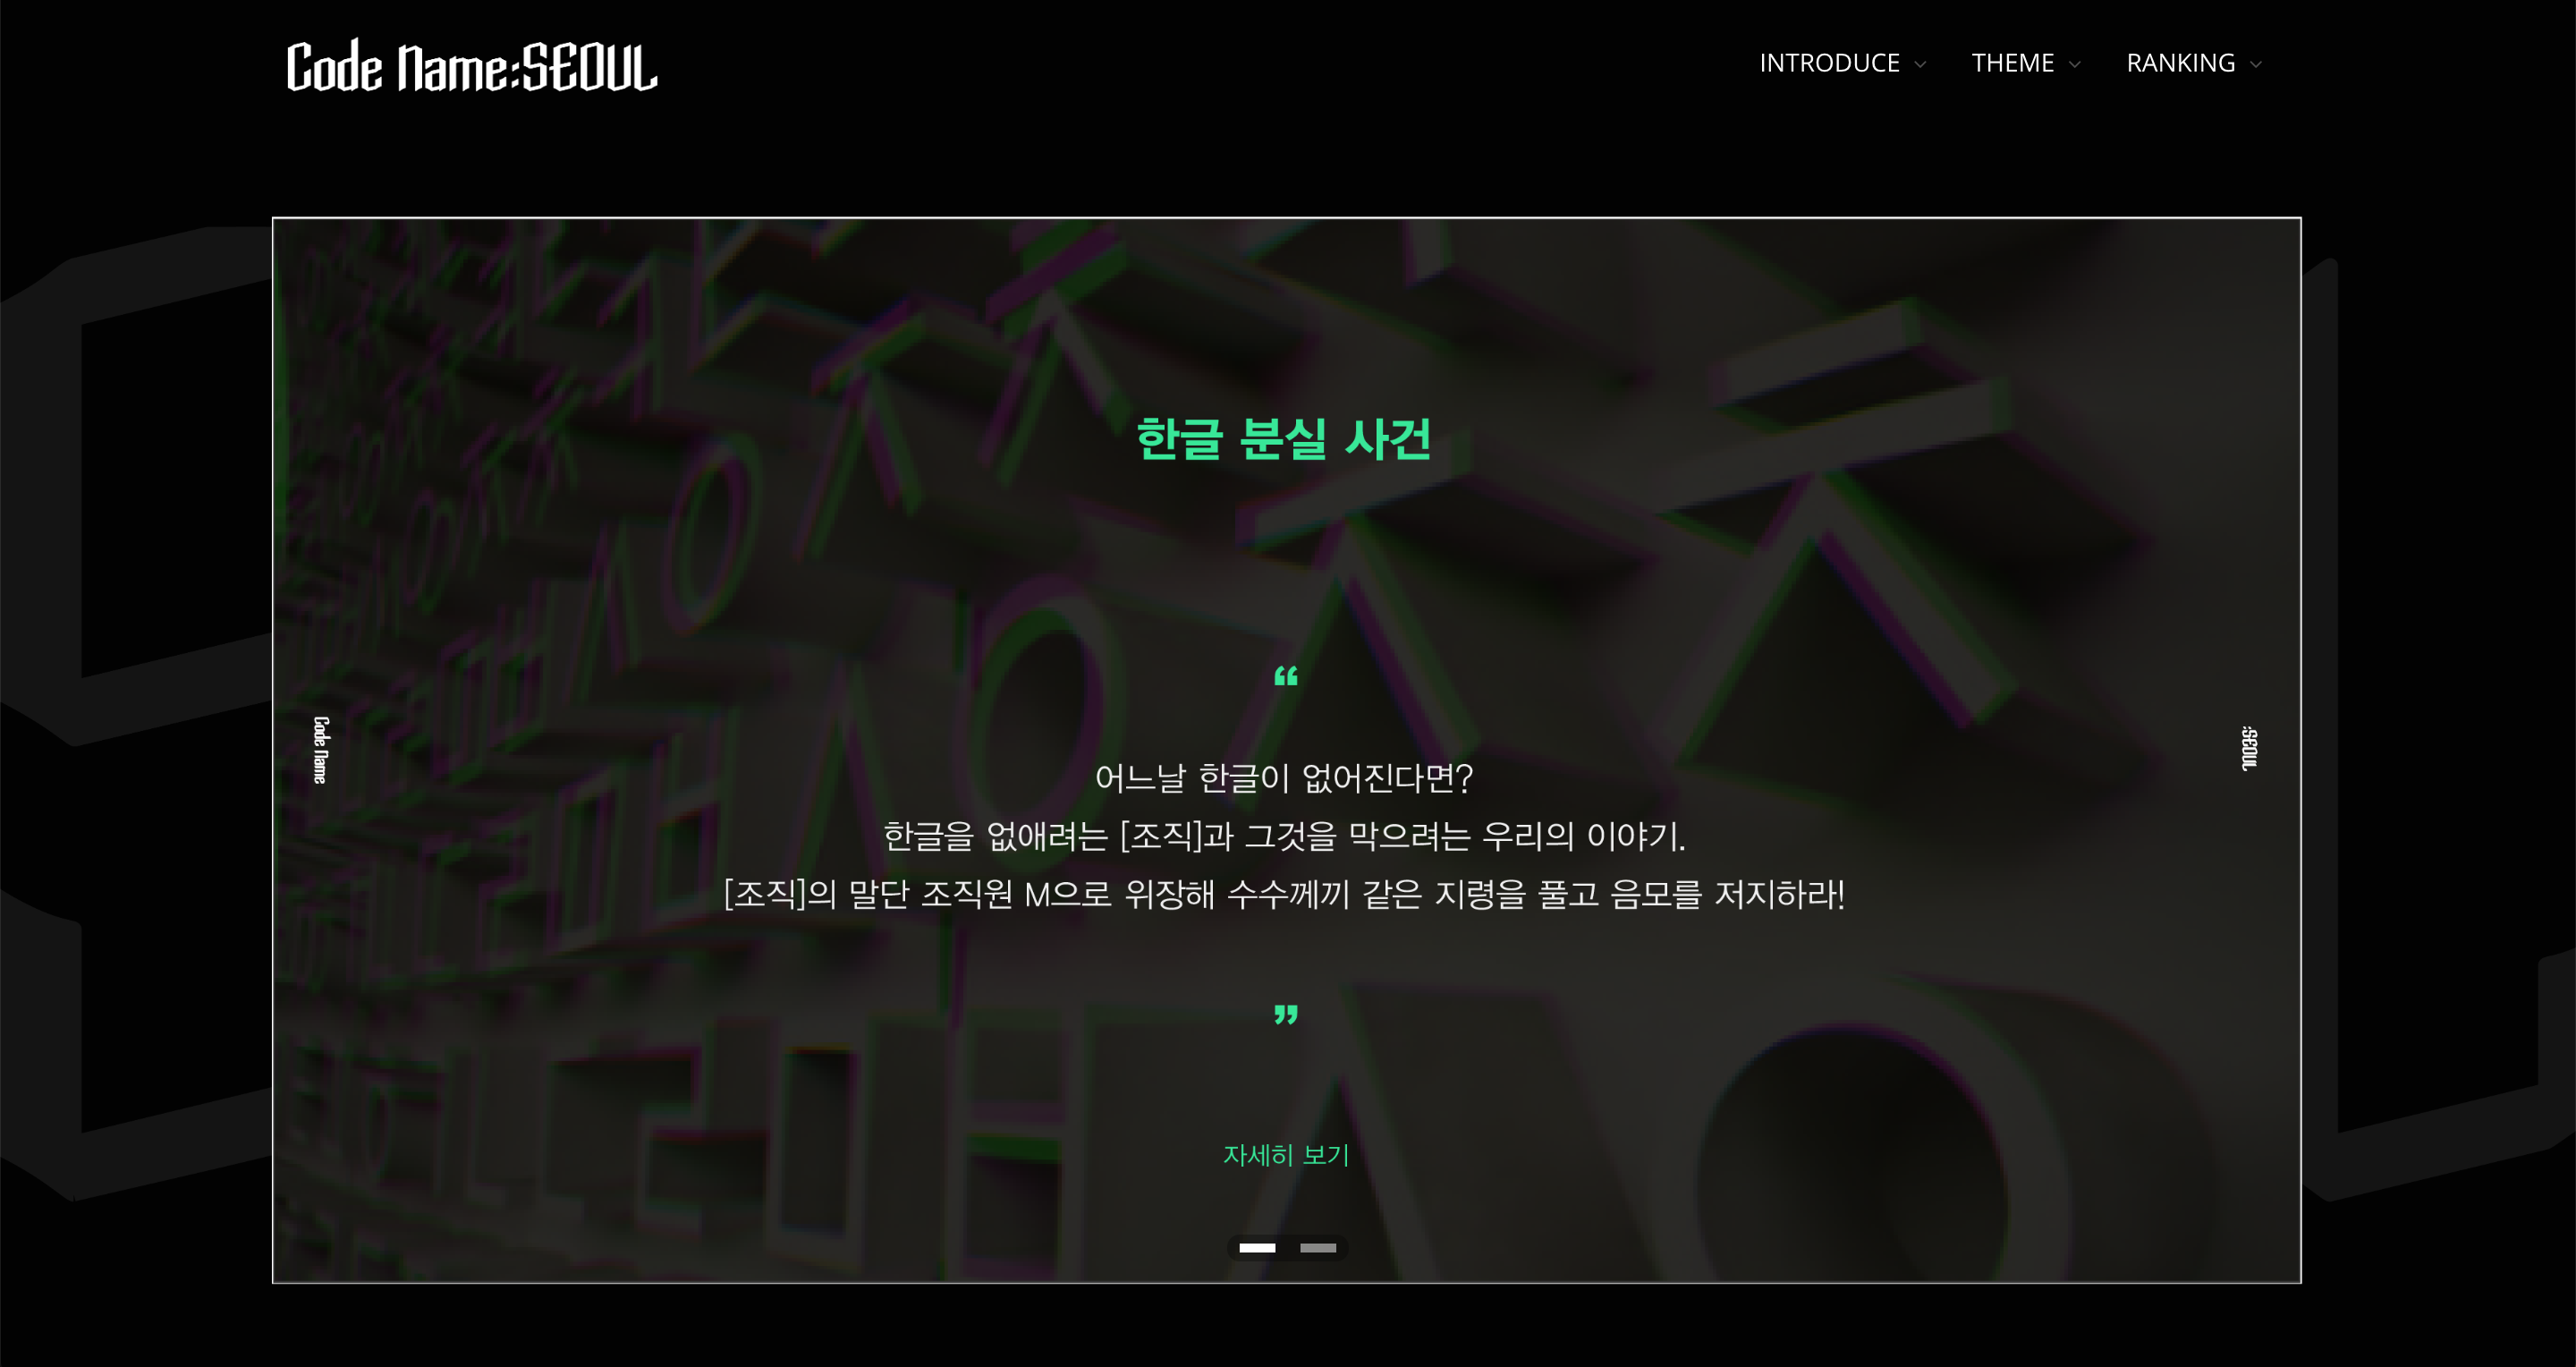 Code Name:SEOUL
INTRODUCE
THEME
RANKING
한글 분실 사건
“
Code Name
:SEOUL
어느날 한글이 없어진다면?
한글을 없애려는 [조직]과 그것을 막으려는 우리의 이야기.
[조직]의 말단 조직원 M으로 위장해 수수께끼 같은 지령을 풀고 음모를 저지하라!
”
자세히 보기